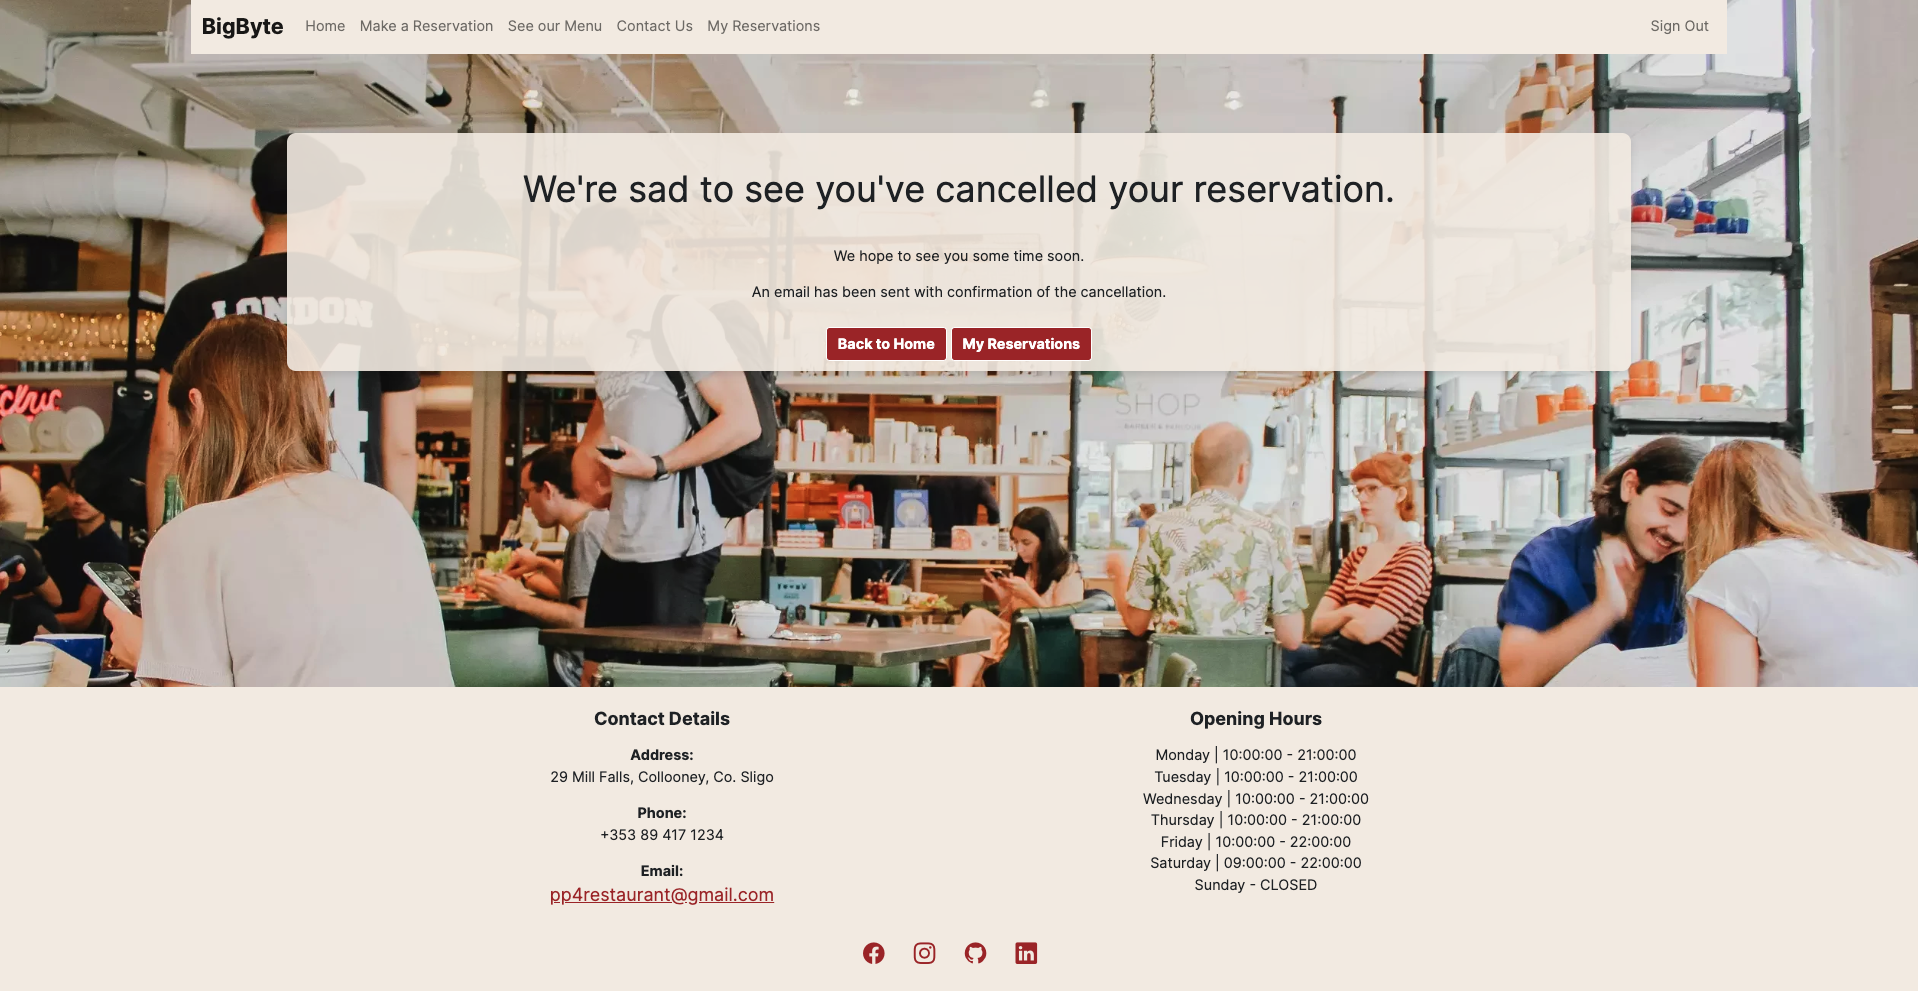 BigByte Home Make a Reservation See our Menu Contact Us My Reservations Sign Out
We're sad to see you've cancelled your reservation.
We hope to see you some time soon.
An email has been sent with confirmation of the cancellation.
Back to Home My Reservations
LONDON
SHOP
Contact Details
Address:
29 Mill Falls, Collooney, Co. Sligo
Phone:
+353 89 417 1234
Email:
pp4restaurant@gmail.com
Opening Hours
Monday | 10:00:00 - 21:00:00
Tuesday | 10:00:00 - 21:00:00
Wednesday | 10:00:00 - 21:00:00
Thursday | 10:00:00 - 21:00:00
Friday | 10:00:00 - 22:00:00
Saturday | 09:00:00 - 22:00:00
Sunday - CLOSED